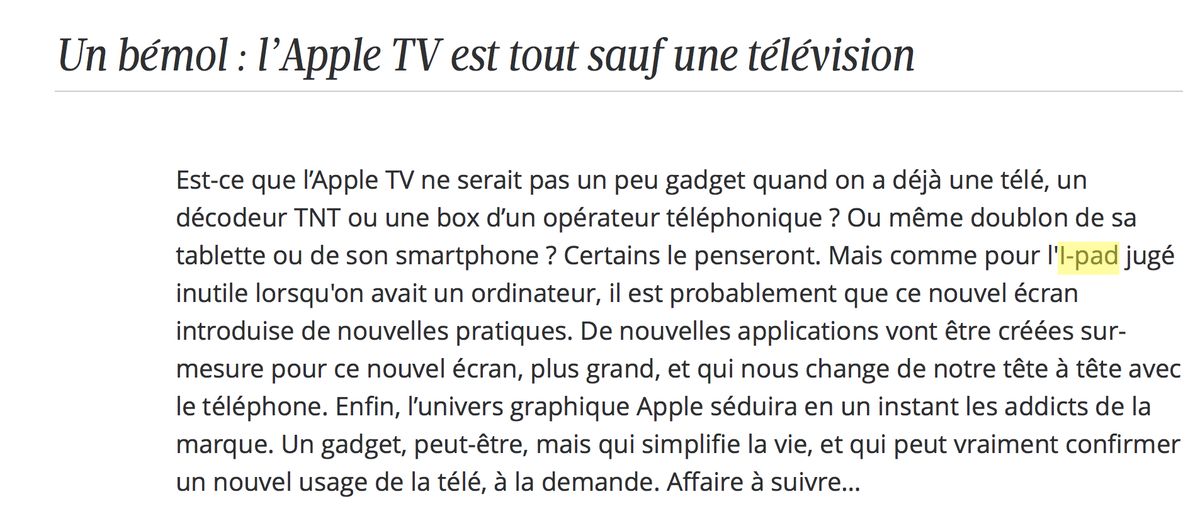 Un bémol : l’Apple TV est tout sauf une télévision
Est-ce que l’Apple TV ne serait pas un peu gadget quand on a déjà une télé, un
décodeur TNT ou une box d’un opérateur téléphonique ? Ou même doublon de sa
tablette ou de son smartphone ? Certains le penseront. Mais comme pour l'I-pad jugé
inutile lorsqu'on avait un ordinateur, il est probablement que ce nouvel écran
introduise de nouvelles pratiques. De nouvelles applications vont être créées sur-
mesure pour ce nouvel écran, plus grand, et qui nous change de notre tête à tête avec
le téléphone. Enfin, l’univers graphique Apple séduira en un instant les addicts de la
marque. Un gadget, peut-être, mais qui simplifie la vie, et qui peut vraiment confirmer
un nouvel usage de la télé, à la demande. Affaire à suivre...